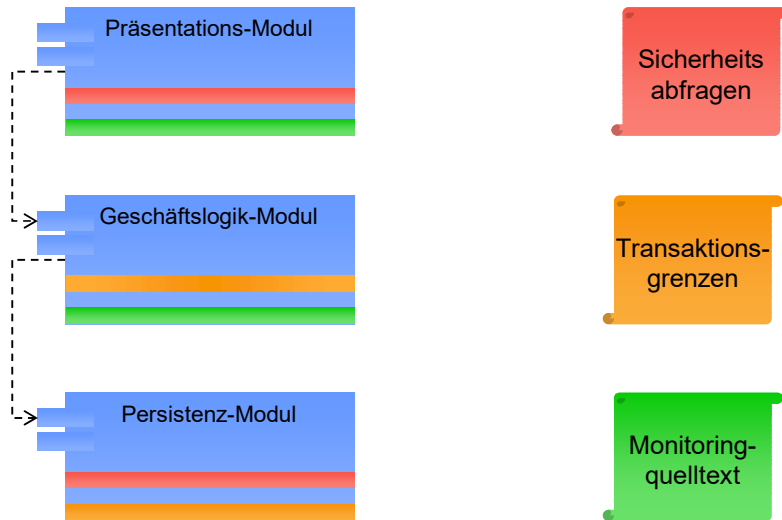 Präsentations-Modul
Sicherheits
abfragen
Geschäftslogik-Modul
Transaktions-
grenzen
Persistenz-Modul
Monitoring-
quelltext